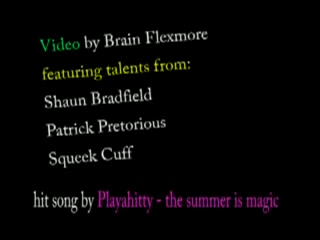 Video by Brain Flexmore
featuring talents from:
Shaun Bradfield
Patrick Pretorious
Squeek Cuff
hit song by Playahitty - the summer is magic